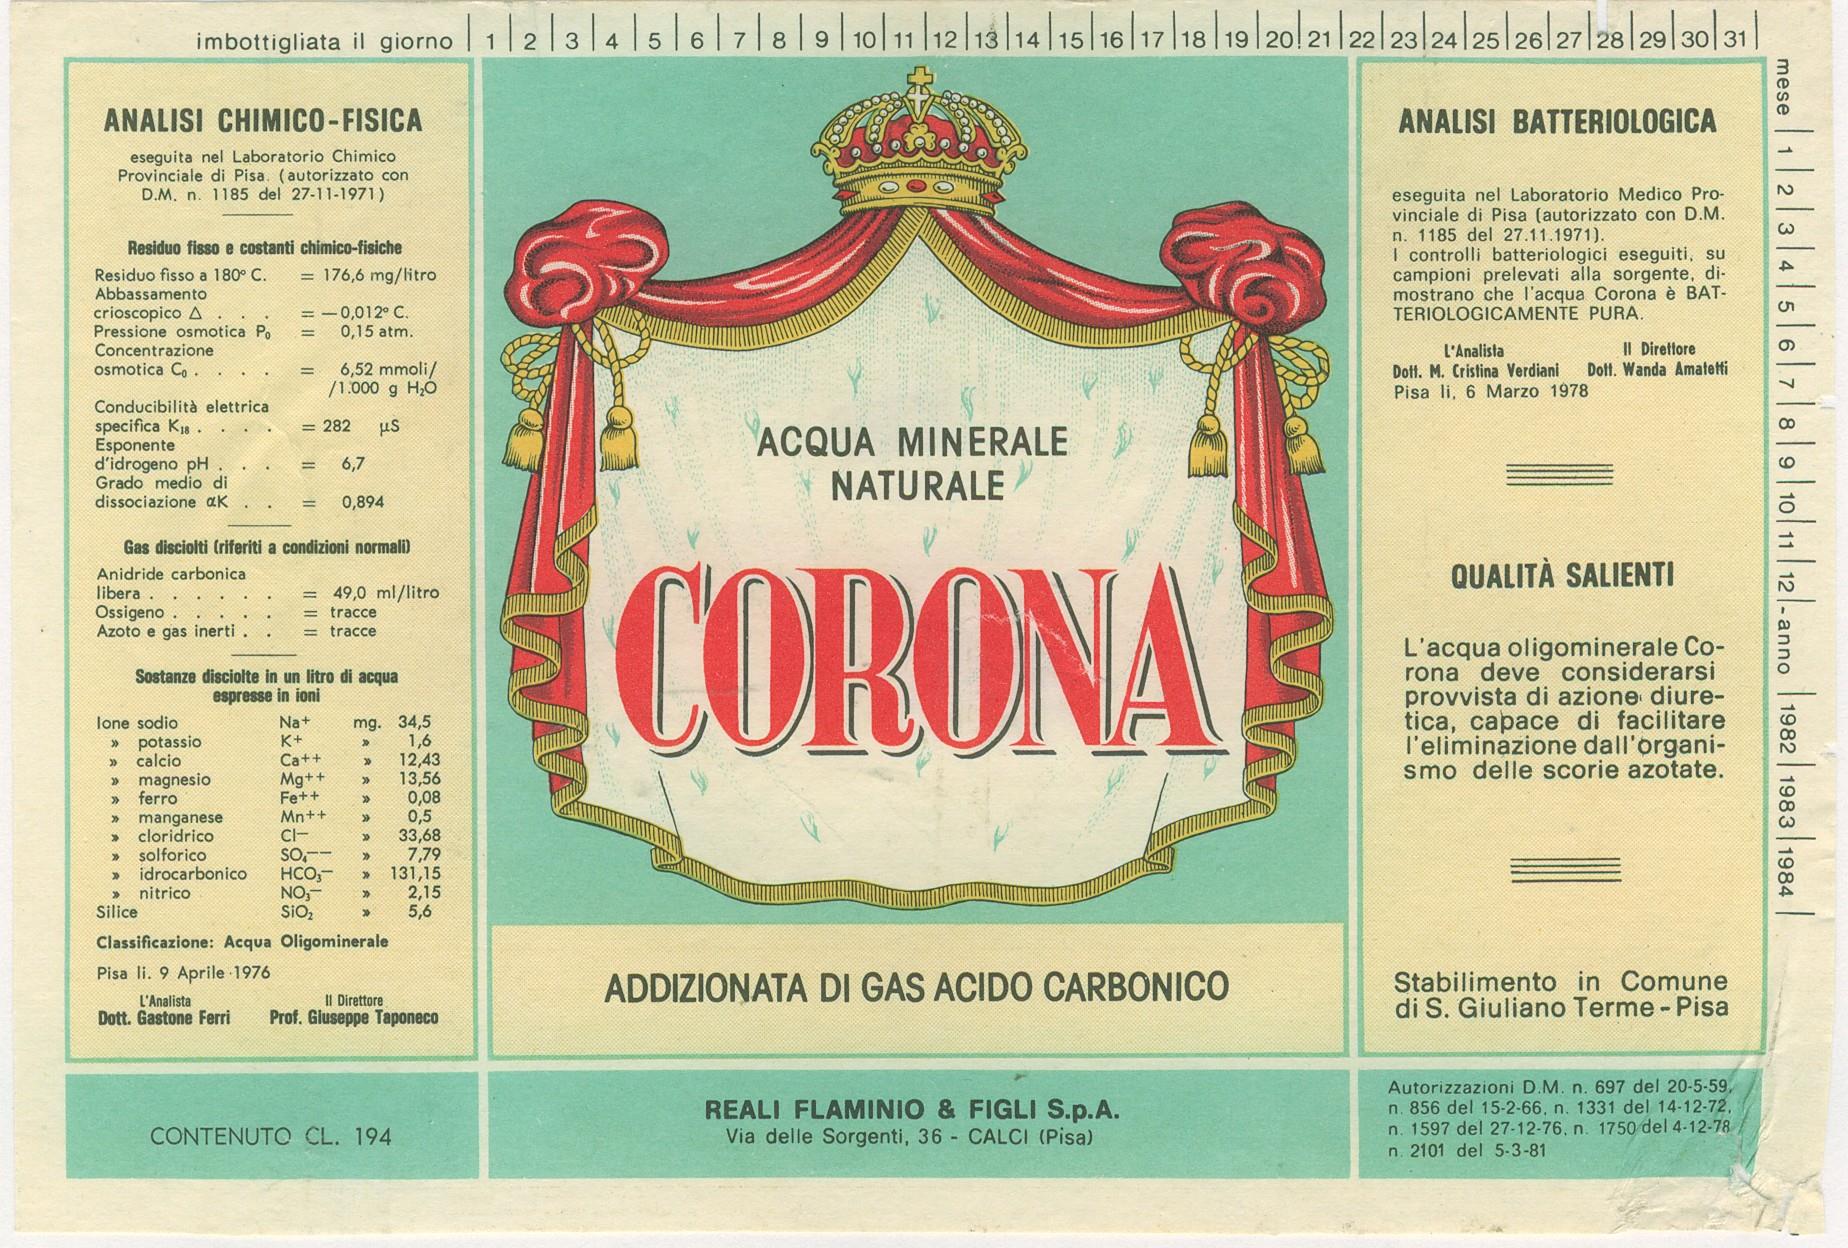 imbottigliata il giorno | 1 | 2 | 3 | 4 | 5 | 6 | 7 | 8 | 9 | 10 | 11 | 12 | 13 | 14 | 15 | 16 | 17 | 18 | 19 | 20 | 21 | 22 | 23 | 24 | 25 | 26 | 27 | 28 | 29 | 30 | 31 |
mese | 1 | 2 | 3 | 4 | 5 | 6 | 7 | 8 | 9 | 10 | 11 | 12 | - anno | 1982 | 1983 | 1984 |
ANALISI CHIMICO-FISICA
eseguita nel Laboratorio Chimico
Provinciale di Pisa. (autorizzato con
D.M. n. 1185 del 27-11-1971)
Residuo fisso e costanti chimico-fisiche
Residuo fisso a 180° C. = 176,6 mg/litro
Abbassamento
crioscopico Δ . . . = —0,012° C.
Pressione osmotica P₀ = 0,15 atm.
Concentrazione
osmotica C₀ . . . . = 6,52 mmoli/
/1.000 g H₂O
Conducibilità elettrica
specifica K₁₈ . . . . = 282 μS
Esponente
d'idrogeno pH . . . = 6,7
Grado medio di
dissociazione αK . . = 0,894
Gas disciolti (riferiti a condizioni normali)
Anidride carbonica
libera . . . . . . = 49,0 ml/litro
Ossigeno . . . . . = tracce
Azoto e gas inerti . . = tracce
Sostanze disciolte in un litro di acqua
espresse in ioni
Ione sodio Na+ mg. 34,5
» potassio K+ » 1,6
» calcio Ca++ » 12,43
» magnesio Mg++ » 13,56
» ferro Fe++ » 0,08
» manganese Mn++ » 0,5
» cloridrico Cl— » 33,68
» solforico SO₄—— » 7,79
» idrocarbonico HCO₃— » 131,15
» nitrico NO₃— » 2,15
Silice SiO₂ » 5,6
Classificazione: Acqua Oligominerale
Pisa li. 9 Aprile 1976
L'Analista Il Direttore
Dott. Gastone Ferri Prof. Giuseppe Taponeco
CONTENUTO CL. 194
ACQUA MINERALE
NATURALE
CORONA
ADDIZIONATA DI GAS ACIDO CARBONICO
REALI FLAMINIO & FIGLI S.p.A.
Via delle Sorgenti, 36 - CALCI (Pisa)
ANALISI BATTERIOLOGICA
eseguita nel Laboratorio Medico Pro-
vinciale di Pisa (autorizzato con D.M.
n. 1185 del 27.11.1971).
I controlli batteriologici eseguiti, su
campioni prelevati alla sorgente, di-
mostrano che l'acqua Corona è BAT-
TERIOLOGICAMENTE PURA.
L'Analista Il Direttore
Dott. M. Cristina Verdiani Dott. Wanda Amatetti
Pisa li, 6 Marzo 1978
QUALITÀ SALIENTI
L'acqua oligominerale Co-
rona deve considerarsi
provvista di azione diure-
tica, capace di facilitare
l'eliminazione dall'organi-
smo delle scorie azotate.
Stabilimento in Comune
di S. Giuliano Terme - Pisa
Autorizzazioni D.M. n. 697 del 20-5-59,
n. 856 del 15-2-66, n. 1331 del 14-12-72,
n. 1597 del 27-12-76, n. 1750 del 4-12-78
n. 2101 del 5-3-81